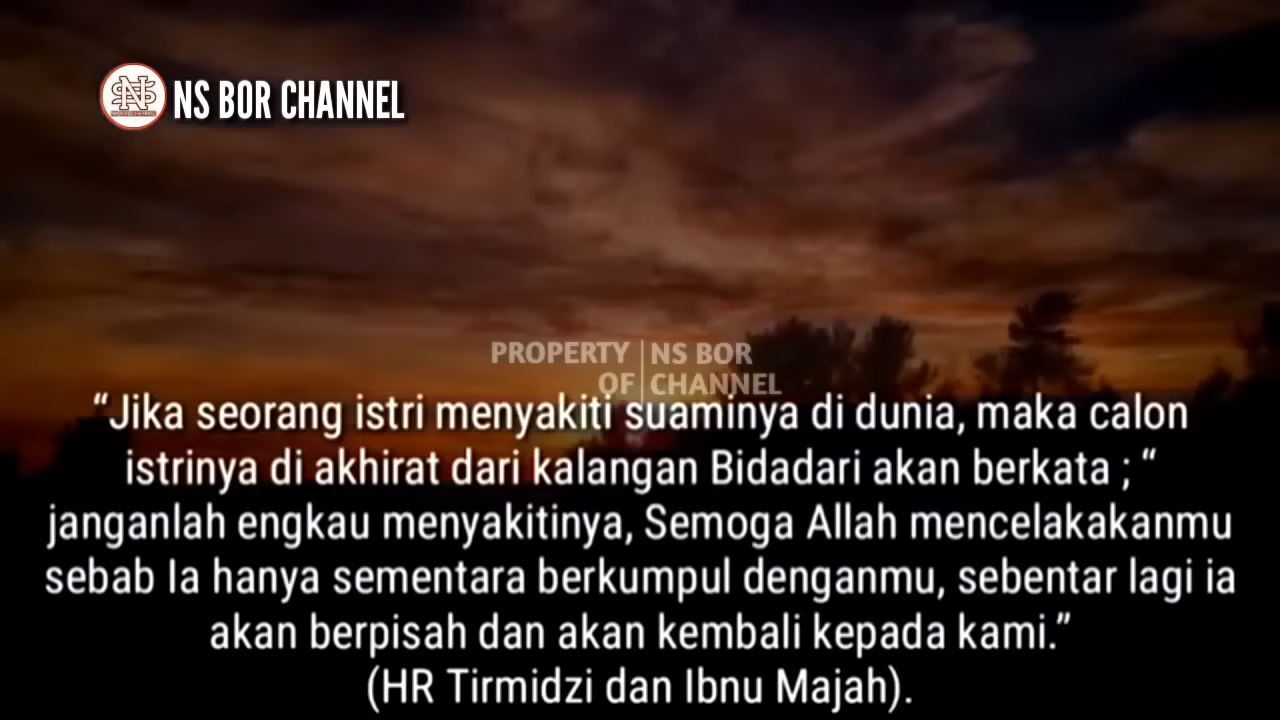 NS BOR CHANNEL
PROPERTY OF | NS BOR CHANNEL
“Jika seorang istri menyakiti suaminya di dunia, maka calon
istrinya di akhirat dari kalangan Bidadari akan berkata ; “
janganlah engkau menyakitinya, Semoga Allah mencelakakanmu
sebab Ia hanya sementara berkumpul denganmu, sebentar lagi ia
akan berpisah dan akan kembali kepada kami.”
(HR Tirmidzi dan Ibnu Majah).